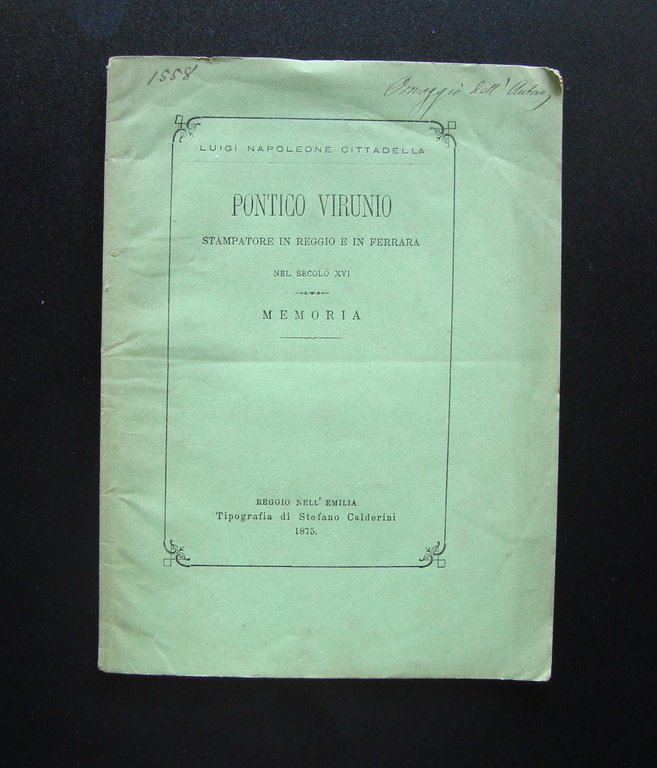 1558
Omaggio dell' Autore
LUIGI NAPOLEONE CITTADELLA
PONTICO VIRUNIO
STAMPATORE IN REGGIO E IN FERRARA
NEL SECOLO XVI
MEMORIA
REGGIO NELL' EMILIA
Tipografia di Stefano Calderini
1875.